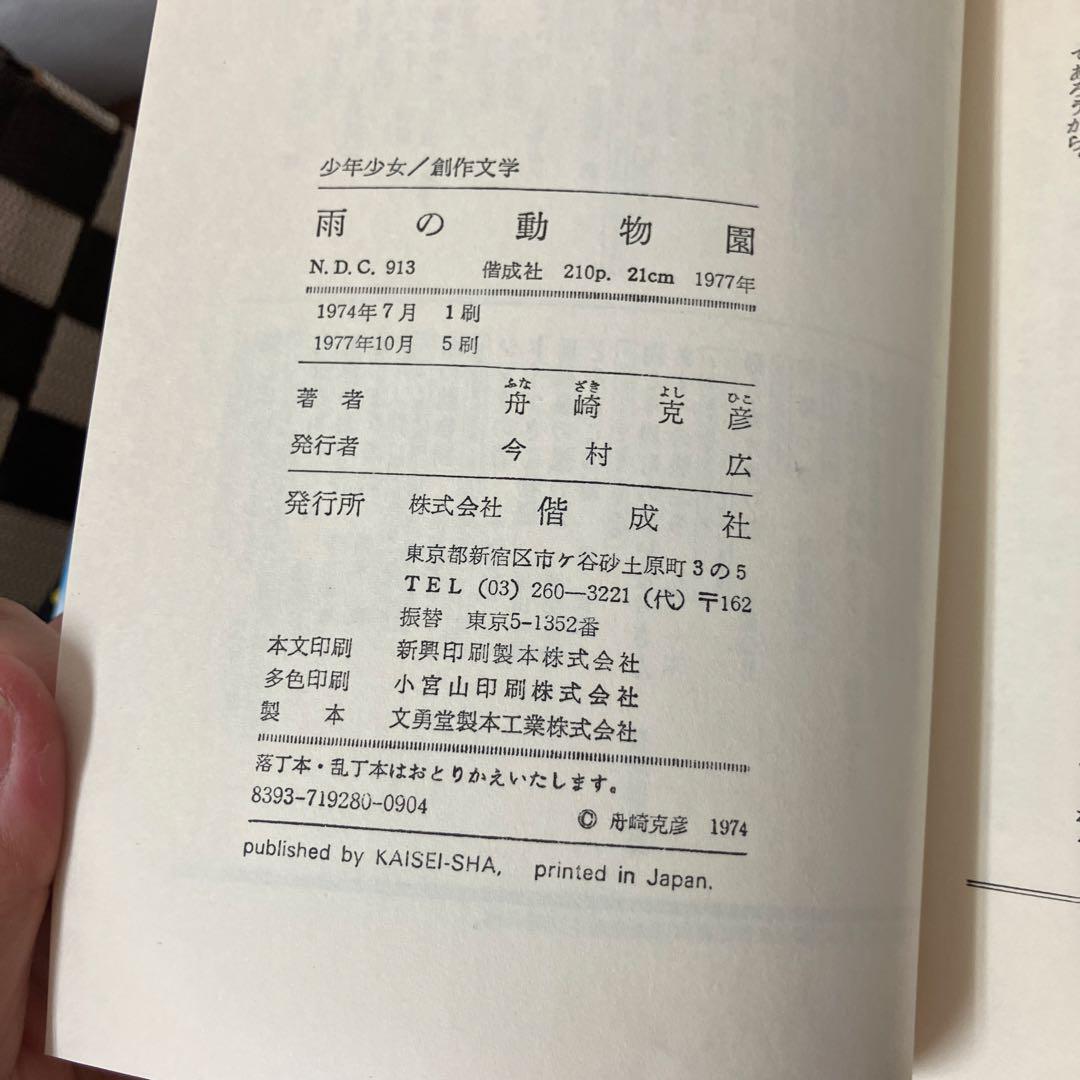 少年少女/創作文学
雨の動物園
N.D.C. 913 偕成社 210p. 21cm 1977年
1974年7月 1刷
1977年10月 5刷
ふな ざき よし ひこ
著者 舟崎克彦
発行者 今村広
発行所 株式会社 偕成社
東京都新宿区市ケ谷砂土原町3の5
TEL (03) 260—3221 (代) 〒162
振替 東京5-1352番
本文印刷 新興印刷製本株式会社
多色印刷 小宮山印刷株式会社
製本 文勇堂製本工業株式会社
落丁本・乱丁本はおとりかえいたします。
8393-719280-0904
© 舟崎克彦 1974
published by KAISEI-SHA, printed in Japan.
であろうから、